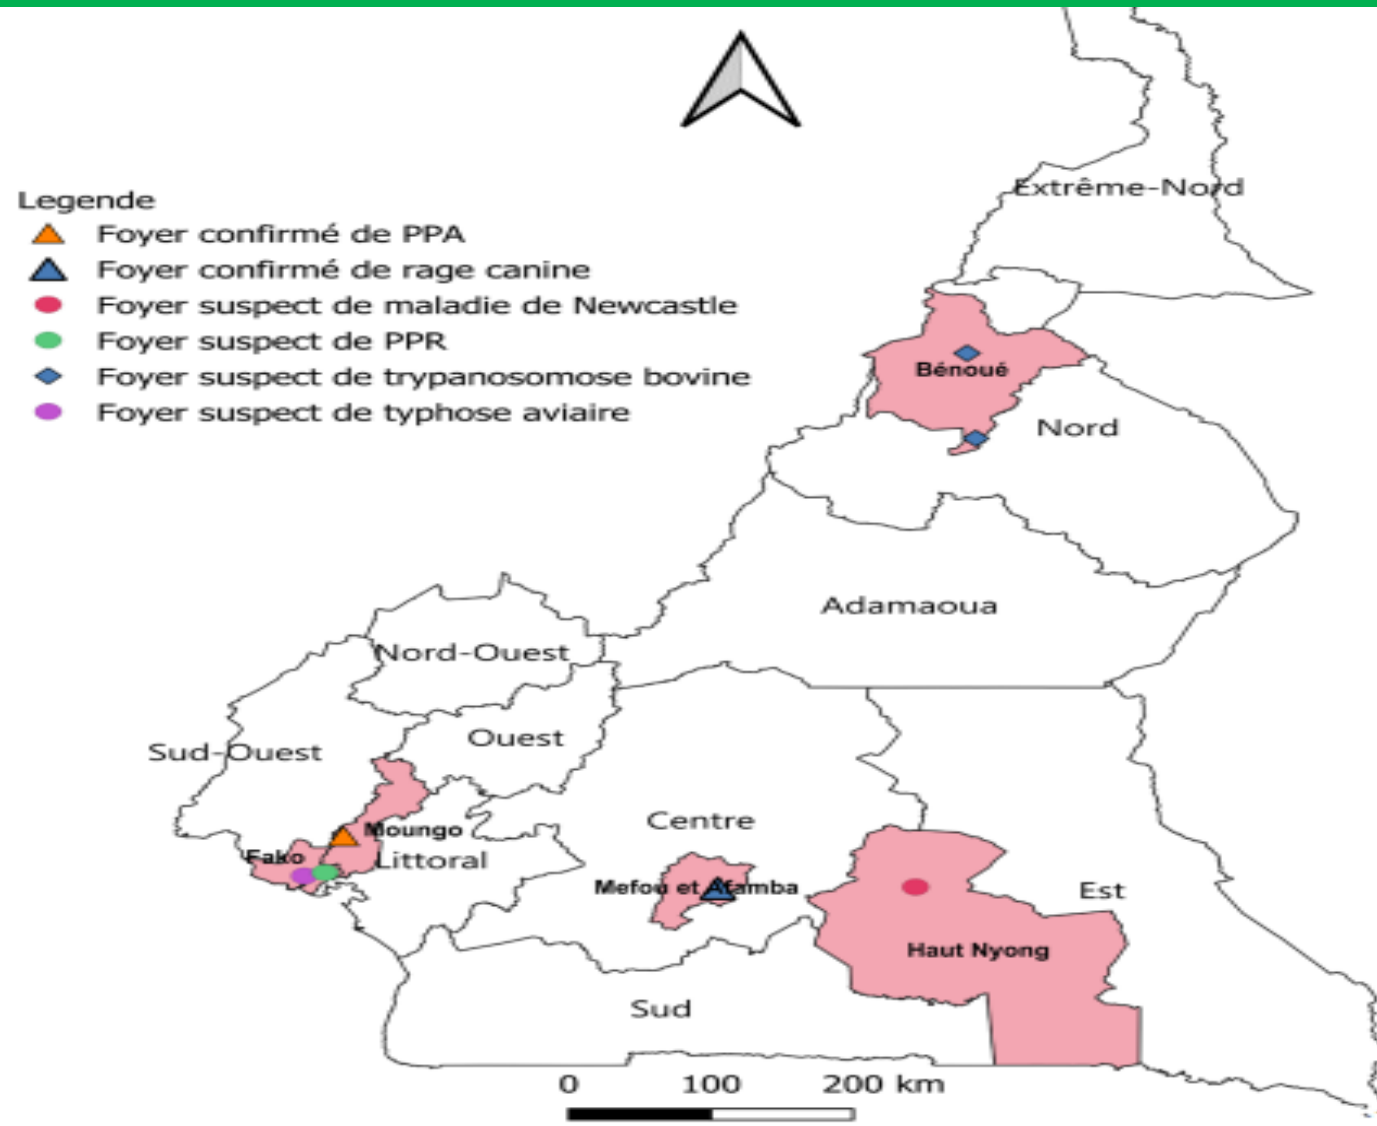 Extrême-Nord
Legende
Foyer confirmé de PPA
Foyer confirmé de rage canine
Foyer suspect de maladie de Newcastle
Foyer suspect de PPR
Foyer suspect de trypanosomose bovine
Foyer suspect de typhose aviaire
Bénoué
Nord
Adamaoua
Nord-Ouest
Ouest
Sud-Ouest
Centre
Moungo
Fako
Littoral
Mefou et Afamba
Est
Haut Nyong
Sud
0 100 200 km